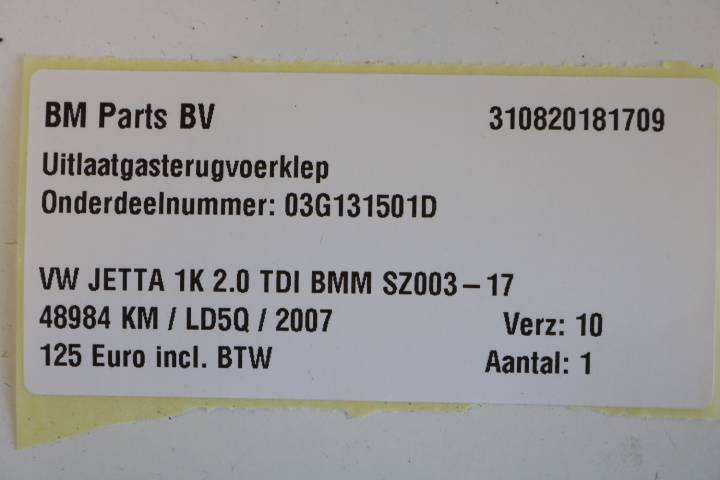 BM Parts BV 310820181709
Uitlaatgasterugvoerklep
Onderdeelnummer: 03G131501D
VW JETTA 1K 2.0 TDI BMM SZ003-17
48984 KM / LD5Q / 2007 Verz: 10
125 Euro incl. BTW Aantal: 1